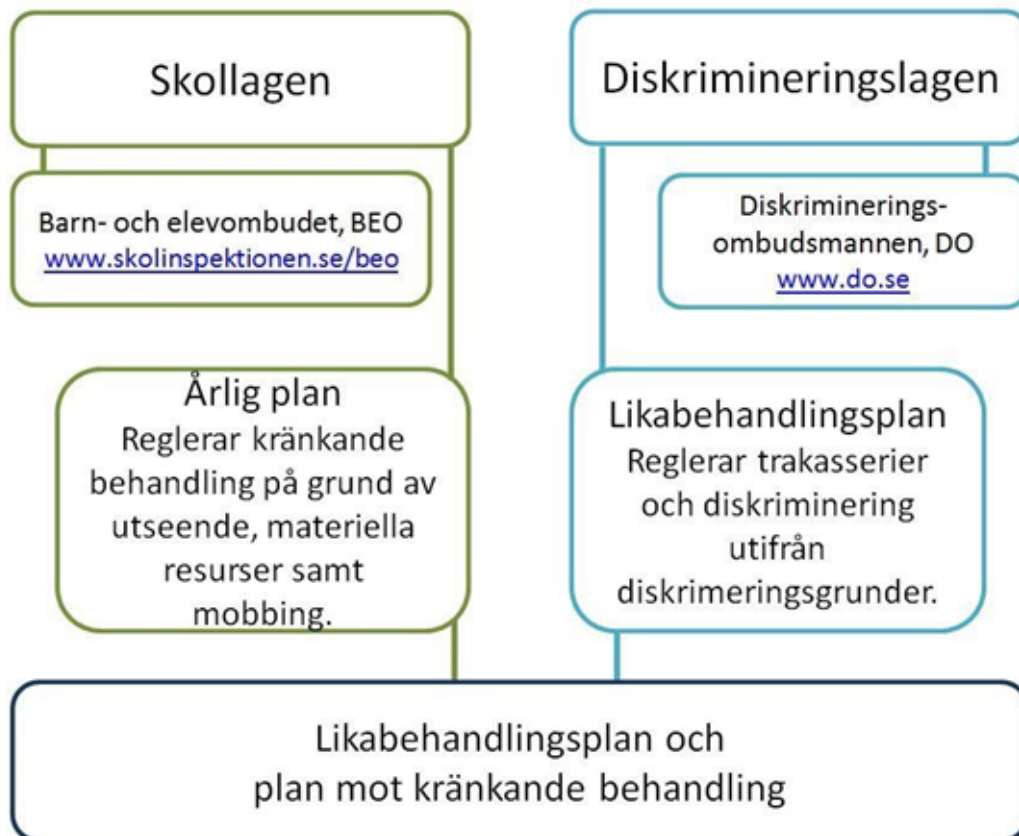 Skollagen
Barn- och elevombudet, BEO
www.skolinspektionen.se/beo
Årlig plan
Reglerar kränkande
behandling på grund av
utseende, materiella
resurser samt
mobbing.
Diskrimineringslagen
Diskriminerings-
ombudsmannen, DO
www.do.se
Likabehandlingsplan
Reglerar trakasserier
och diskriminering
utifrån
diskrimeringsgrunder.
Likabehandlingsplan och
plan mot kränkande behandling